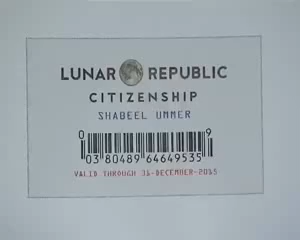 LUNAR REPUBLIC
CITIZENSHIP
SHABEEL UMMER
0 9
03 80489 64649535
VALID THROUGH 31-DECEMBER-2015